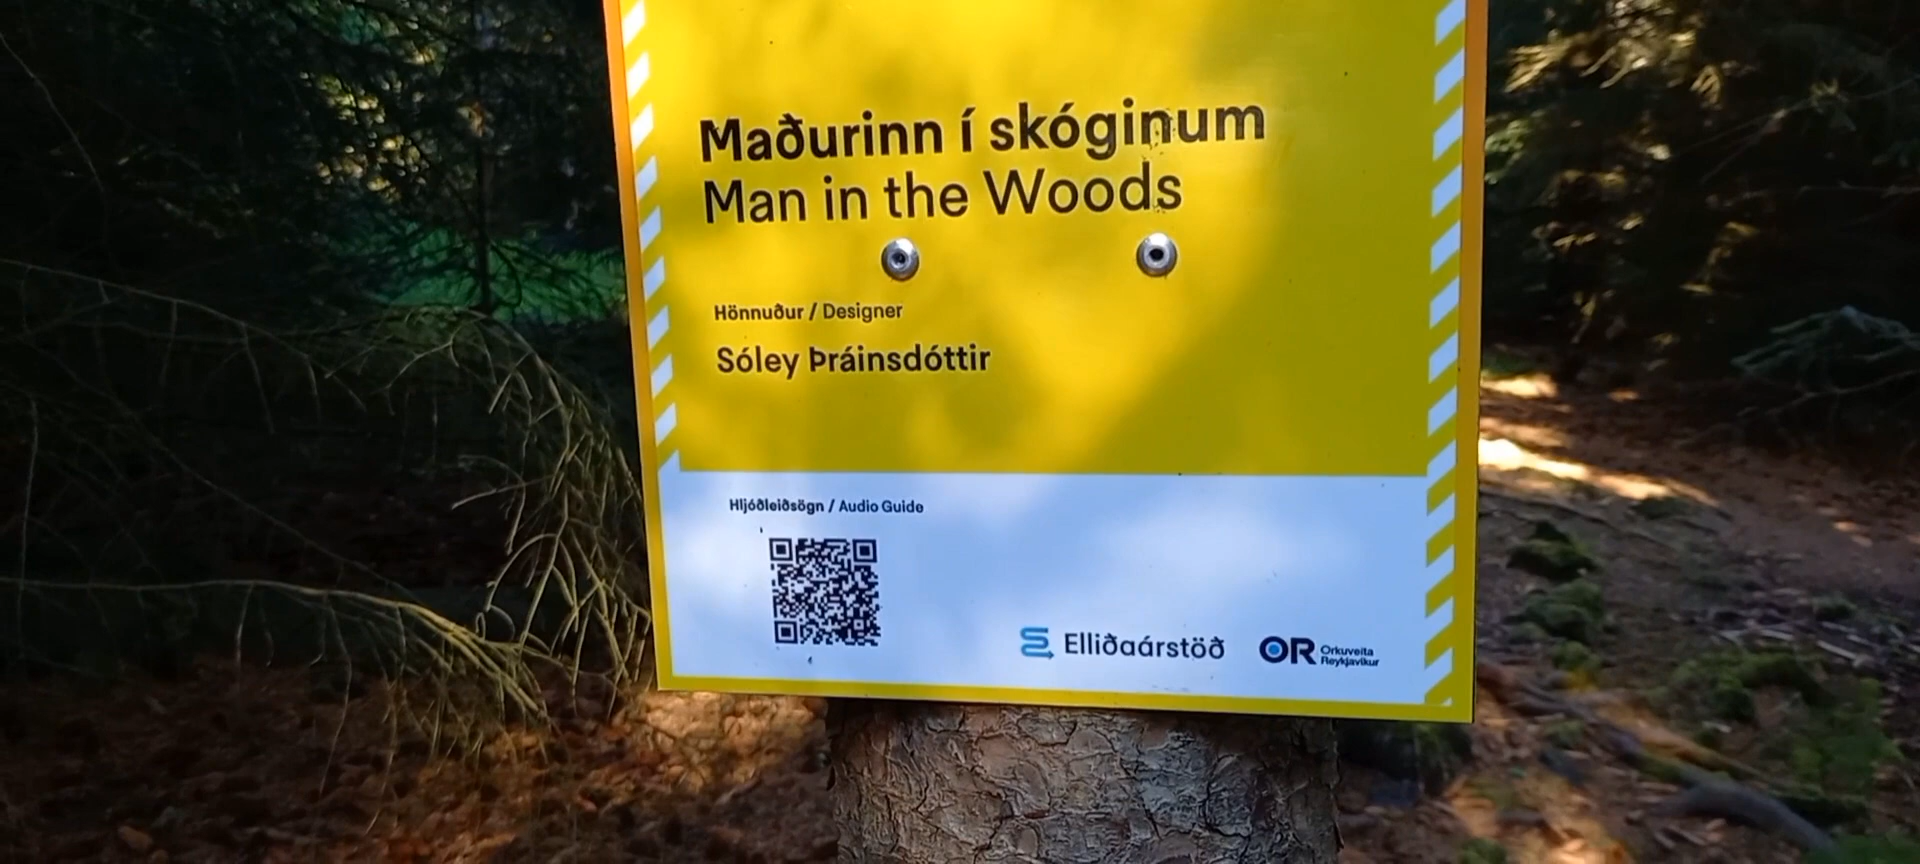 Maðurinn í skóginum
Man in the Woods
Hönnuður / Designer
Sóley Þráinsdóttir
Hljóðleiðsögn / Audio Guide
Elliðaárstöð
OR
Orkuveita
Reykjavíkur